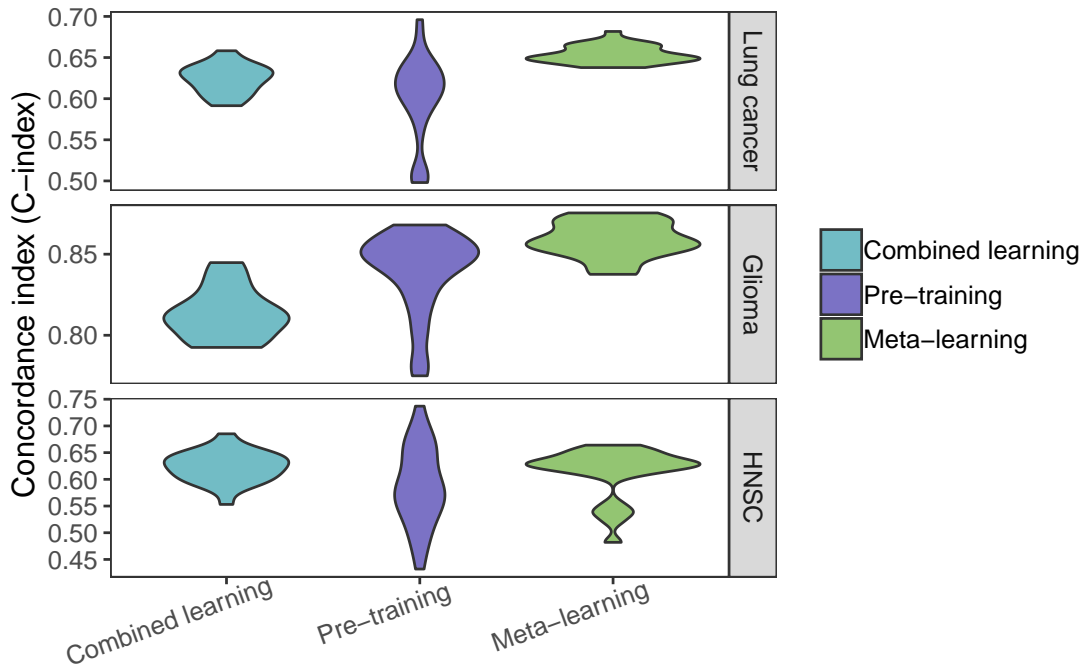 Concordance index (C−index)
0.70
0.65
0.60
0.55
0.50
Lung cancer
0.85
0.80
Glioma
0.75
0.70
0.65
0.60
0.55
0.50
0.45
HNSC
Combined learning
Pre−training
Meta−learning
Combined learning
Pre−training
Meta−learning